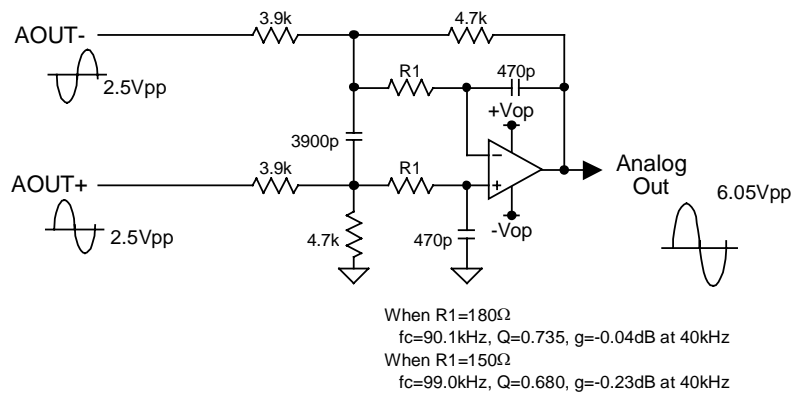 3.9k
4.7k
AOUT-
R1
470p
2.5Vpp
+Vop
3900p
−
3.9k
R1
+
AOUT+
Analog
Out
6.05Vpp
2.5Vpp
4.7k
470p
-Vop
When R1=180Ω
fc=90.1kHz, Q=0.735, g=-0.04dB at 40kHz
When R1=150Ω
fc=99.0kHz, Q=0.680, g=-0.23dB at 40kHz